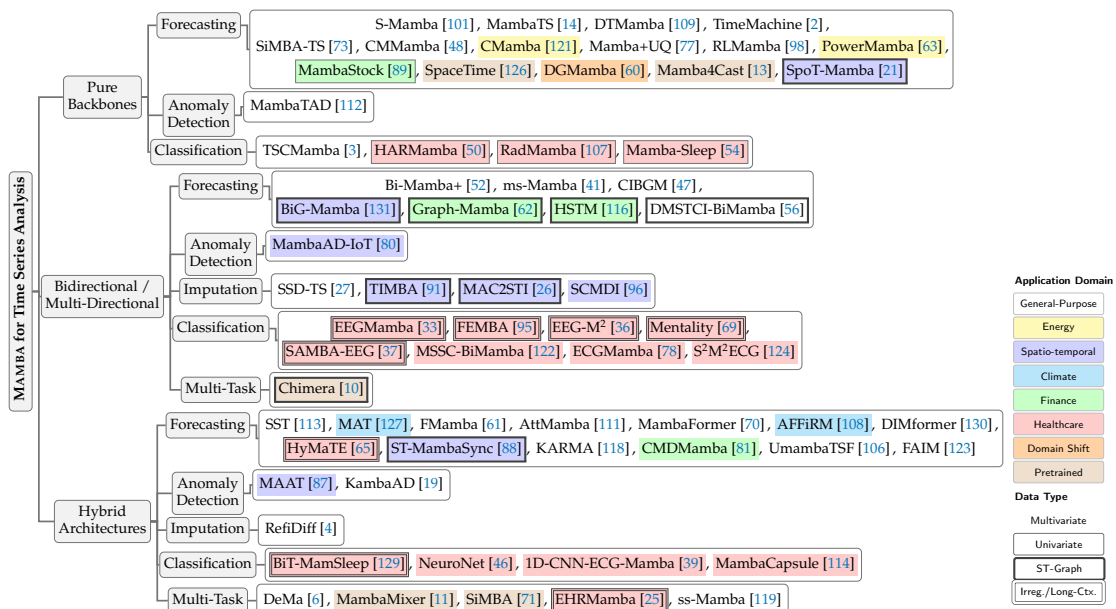 MAMBA for Time Series Analysis
Pure
Backbones
Forecasting
S-Mamba [101], MambaTS [14], DTMamba [109], TimeMachine [2],
SiMBA-TS [73], CMMamba [48], CMamba [121], Mamba+UQ [77], RLMamba [98], PowerMamba [63],
MambaStock [89], SpaceTime [126], DGMamba [60], Mamba4Cast [13], SpoT-Mamba [21]
Anomaly
Detection
MambaTAD [112]
Classification
TSCMamba [3], HARMamba [50], RadMamba [107], Mamba-Sleep [54]
Bidirectional /
Multi-Directional
Forecasting
Bi-Mamba+ [52], ms-Mamba [41], CIBGM [47],
BiG-Mamba [131], Graph-Mamba [62], HSTM [116], DMSTCI-BiMamba [56]
Anomaly
Detection
MambaAD-IoT [80]
Imputation
SSD-TS [27], TIMBA [91], MAC2STI [26], SCMDI [96]
Classification
EEGMamba [33], FEMBA [95], EEG-M² [36], Mentality [69],
SAMBA-EEG [37], MSSC-BiMamba [122], ECGMamba [78], S²M²ECG [124]
Multi-Task
Chimera [10]
Hybrid
Architectures
Forecasting
SST [113], MAT [127], FMamba [61], AttMamba [111], MambaFormer [70], AFFiRM [108], DIMformer [130],
HyMaTE [65], ST-MambaSync [88], KARMA [118], CMDMamba [81], UmambaTSF [106], FAIM [123]
Anomaly
Detection
MAAT [87], KambaAD [19]
Imputation
RefiDiff [4]
Classification
BiT-MamSleep [129], NeuroNet [46], 1D-CNN-ECG-Mamba [39], MambaCapsule [114]
Multi-Task
DeMa [6], MambaMixer [11], SiMBA [71], EHRMamba [25], ss-Mamba [119]
Application Domain
General-Purpose
Energy
Spatio-temporal
Climate
Finance
Healthcare
Domain Shift
Pretrained
Data Type
Multivariate
Univariate
ST-Graph
Irreg./Long-Ctx.